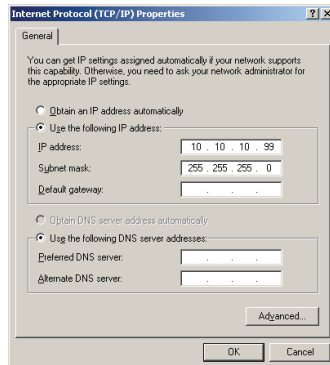 Internet Protocol (TCP/IP) Properties
General
You can get IP settings assigned automatically if your network supports
this capability. Otherwise, you need to ask your network administrator for
the appropriate IP settings.
Obtain an IP address automatically
Use the following IP address:
IP address: 10 . 10 . 10 . 99
Subnet mask: 255 . 255 . 255 . 0
Default gateway: . . .
Obtain DNS server address automatically
Use the following DNS server addresses:
Preferred DNS server: . . .
Alternate DNS server: . . .
Advanced...
OK Cancel